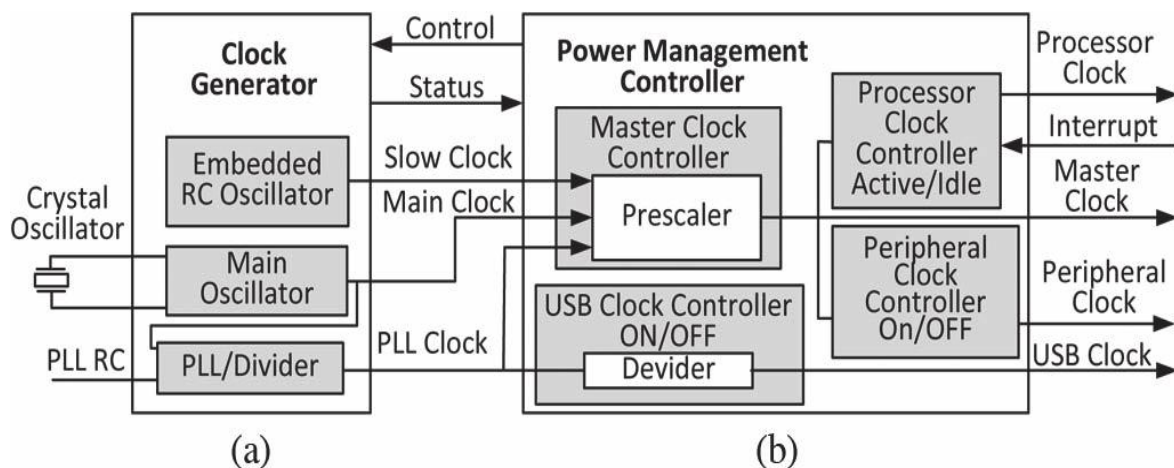 Clock
Generator
Embedded
RC Oscillator
Crystal
Oscillator
Main
Oscillator
PLL RC
PLL/Divider
(a)
Control
Status
Slow Clock
Main Clock
PLL Clock
Power Management
Controller
Master Clock
Controller
Prescaler
USB Clock Controller
ON/OFF
Devider
Processor
Clock
Controller
Active/Idle
Peripheral
Clock
Controller
On/OFF
(b)
Processor
Clock
Interrupt
Master
Clock
Peripheral
Clock
USB Clock